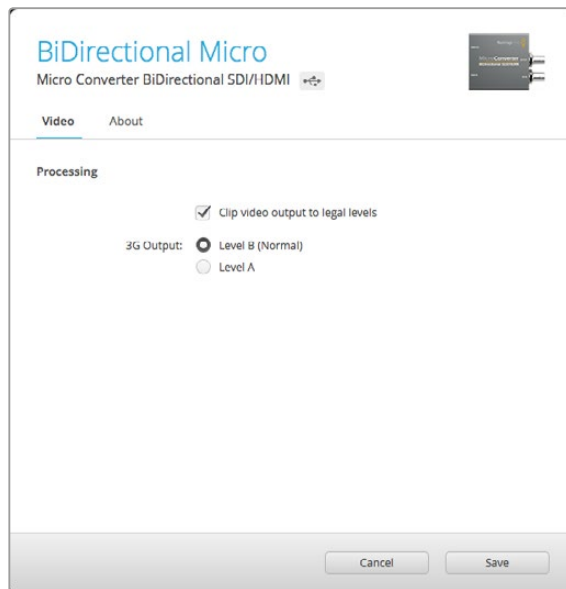 BiDirectional Micro
Micro Converter BiDirectional SDI/HDMI
Video About
Processing
Clip video output to legal levels
3G Output: Level B (Normal)
Level A
Cancel Save